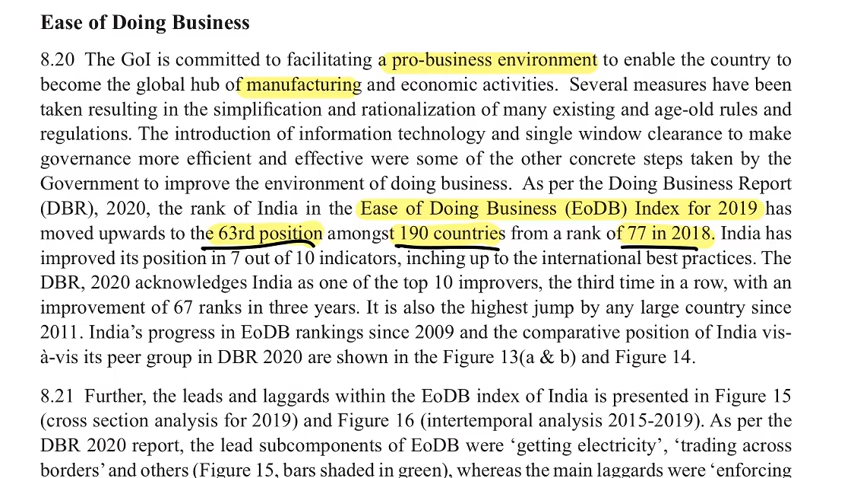 Ease of Doing Business
8.20 The GoI is committed to facilitating a pro-business environment to enable the country to
become the global hub of manufacturing and economic activities. Several measures have been
taken resulting in the simplification and rationalization of many existing and age-old rules and
regulations. The introduction of information technology and single window clearance to make
governance more efficient and effective were some of the other concrete steps taken by the
Government to improve the environment of doing business. As per the Doing Business Report
(DBR), 2020, the rank of India in the Ease of Doing Business (EoDB) Index for 2019 has
moved upwards to the 63rd position amongst 190 countries from a rank of 77 in 2018. India has
improved its position in 7 out of 10 indicators, inching up to the international best practices. The
DBR, 2020 acknowledges India as one of the top 10 improvers, the third time in a row, with an
improvement of 67 ranks in three years. It is also the highest jump by any large country since
2011. India’s progress in EoDB rankings since 2009 and the comparative position of India vis-
à-vis its peer group in DBR 2020 are shown in the Figure 13(a & b) and Figure 14.
8.21 Further, the leads and laggards within the EoDB index of India is presented in Figure 15
(cross section analysis for 2019) and Figure 16 (intertemporal analysis 2015-2019). As per the
DBR 2020 report, the lead subcomponents of EoDB were ‘getting electricity’, ‘trading across
borders’ and others (Figure 15, bars shaded in green), whereas the main laggards were ‘enforcing